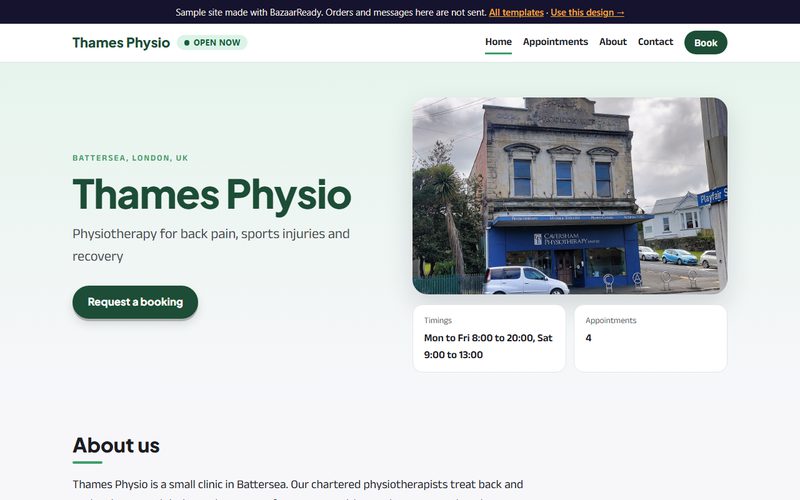 Sample site made with BazaarReady. Orders and messages here are not sent. All templates · Use this design →
Thames Physio
OPEN NOW
Home
Appointments
About
Contact
Book
BATTERSEA, LONDON, UK
Thames Physio
Physiotherapy for back pain, sports injuries and
recovery
Request a booking
CAVERSHAM
PHYSIOTHERAPY
Playfair S
Timings
Mon to Fri 8:00 to 20:00, Sat
9:00 to 13:00
Appointments
4
About us
Thames Physio is a small clinic in Battersea. Our chartered physiotherapists treat back and